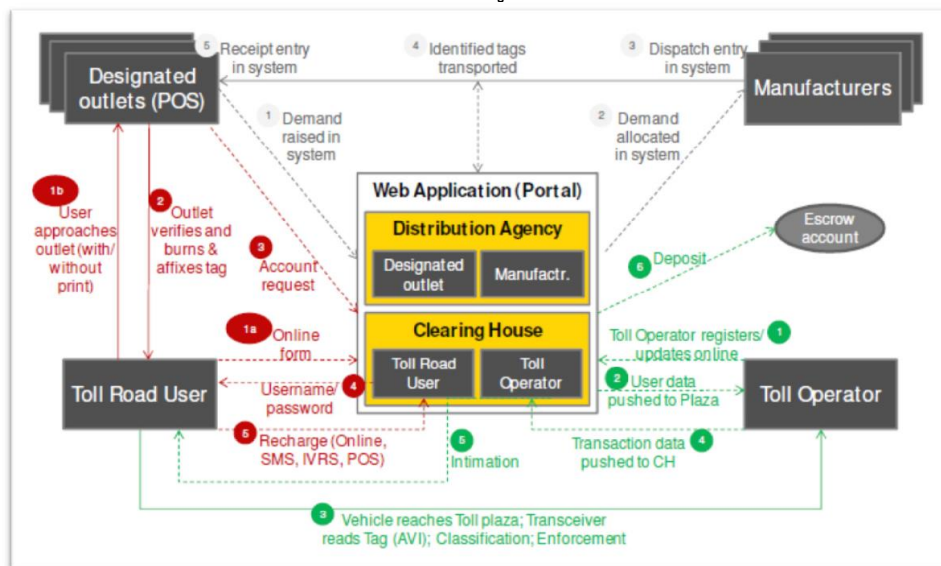 5 Receipt entry
in system
4 Identified tags
transported
3 Dispatch entry
in system
Designated
outlets (POS)
Manufacturers
1 Demand
raised in
system
2 Demand
allocated
in system
Web Application (Portal)
Distribution Agency
Designated
outlet
Manufactr.
Clearing House
Toll Road
User
Toll
Operator
1b
User
approaches
outlet (with/
without
print)
2 Outlet
verifies and
burns &
affixes tag
3
Account
request
1a Online
form
Toll Road User
Username/
password 4
5 Recharge (Online,
SMS, IVRS, POS)
Escrow
account
6 Deposit
Toll Operator registers/
updates online 1
2 User data
pushed to Plaza
Toll Operator
Transaction data
pushed to CH 4
5
Intimation
3 Vehicle reaches Toll plaza; Transceiver
reads Tag (AVI); Classification; Enforcement